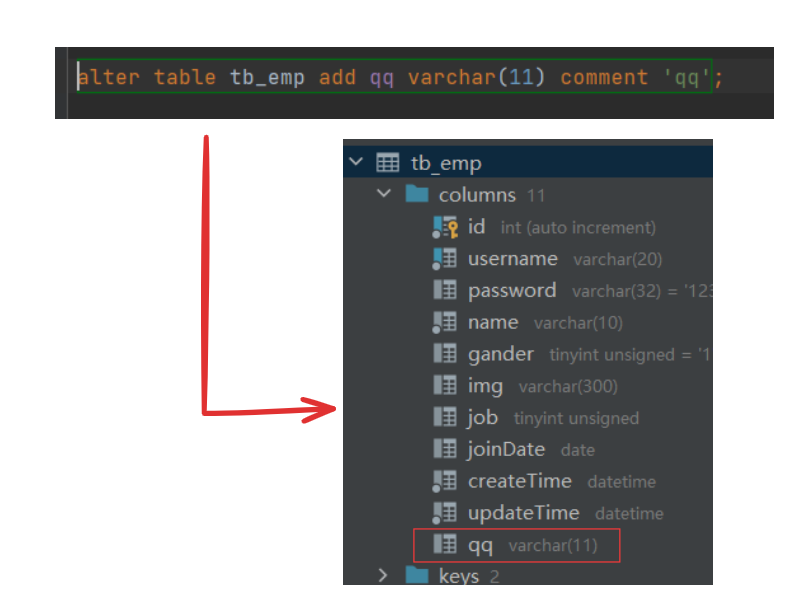 alter table tb_emp add qq varchar(11) comment 'qq';
tb_emp
columns 11
id int (auto increment)
username varchar(20)
password varchar(32) = '123
name varchar(10)
gander tinyint unsigned = '1
img varchar(300)
job tinyint unsigned
joinDate date
createTime datetime
updateTime datetime
qq varchar(11)
keys 2